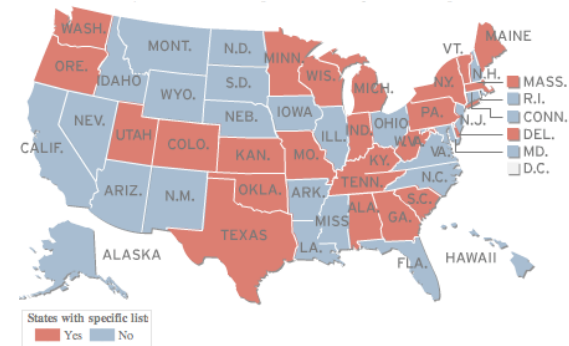 WASH.
MAINE
VT.
MONT.
N.D.
MINN.
N.H.
ORE.
IDAHO
S.D.
WIS.
MICH.
N.Y.
MASS.
WYO.
R.I.
IOWA
PA.
NEV.
NEB.
ILL.
IND.
OHIO
N.J.
CONN.
UTAH
COLO.
W.VA.
DEL.
CALIF.
KAN.
MO.
KY.
VA.
MD.
N.C.
D.C.
ARIZ.
N.M.
OKLA.
ARK.
TENN.
S.C.
MISS
ALA.
GA.
TEXAS
LA.
ALASKA
FLA.
HAWAII
States with specific list:
Yes No